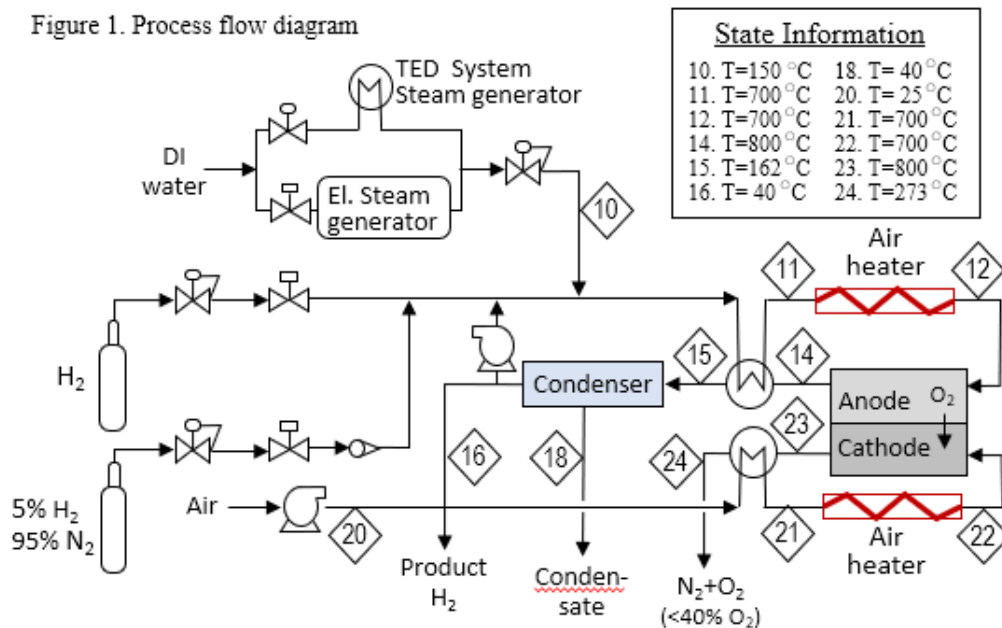 Figure 1. Process flow diagram
State Information
10. T=150 °C 18. T= 40 °C
11. T=700 °C 20. T= 25 °C
12. T=700 °C 21. T=700 °C
14. T=800 °C 22. T=700 °C
15. T=162 °C 23. T=800 °C
16. T= 40 °C 24. T=273 °C
TED System
Steam generator
DI
water
El. Steam
generator
10
11
Air
heater
12
H₂
Condenser
15
14
Anode O₂
Cathode
23
16
18
24
5% H₂
95% N₂
Air
20
21
Air
heater
22
Product
H₂
Conden-
sate
N₂+O₂
(<40% O₂)